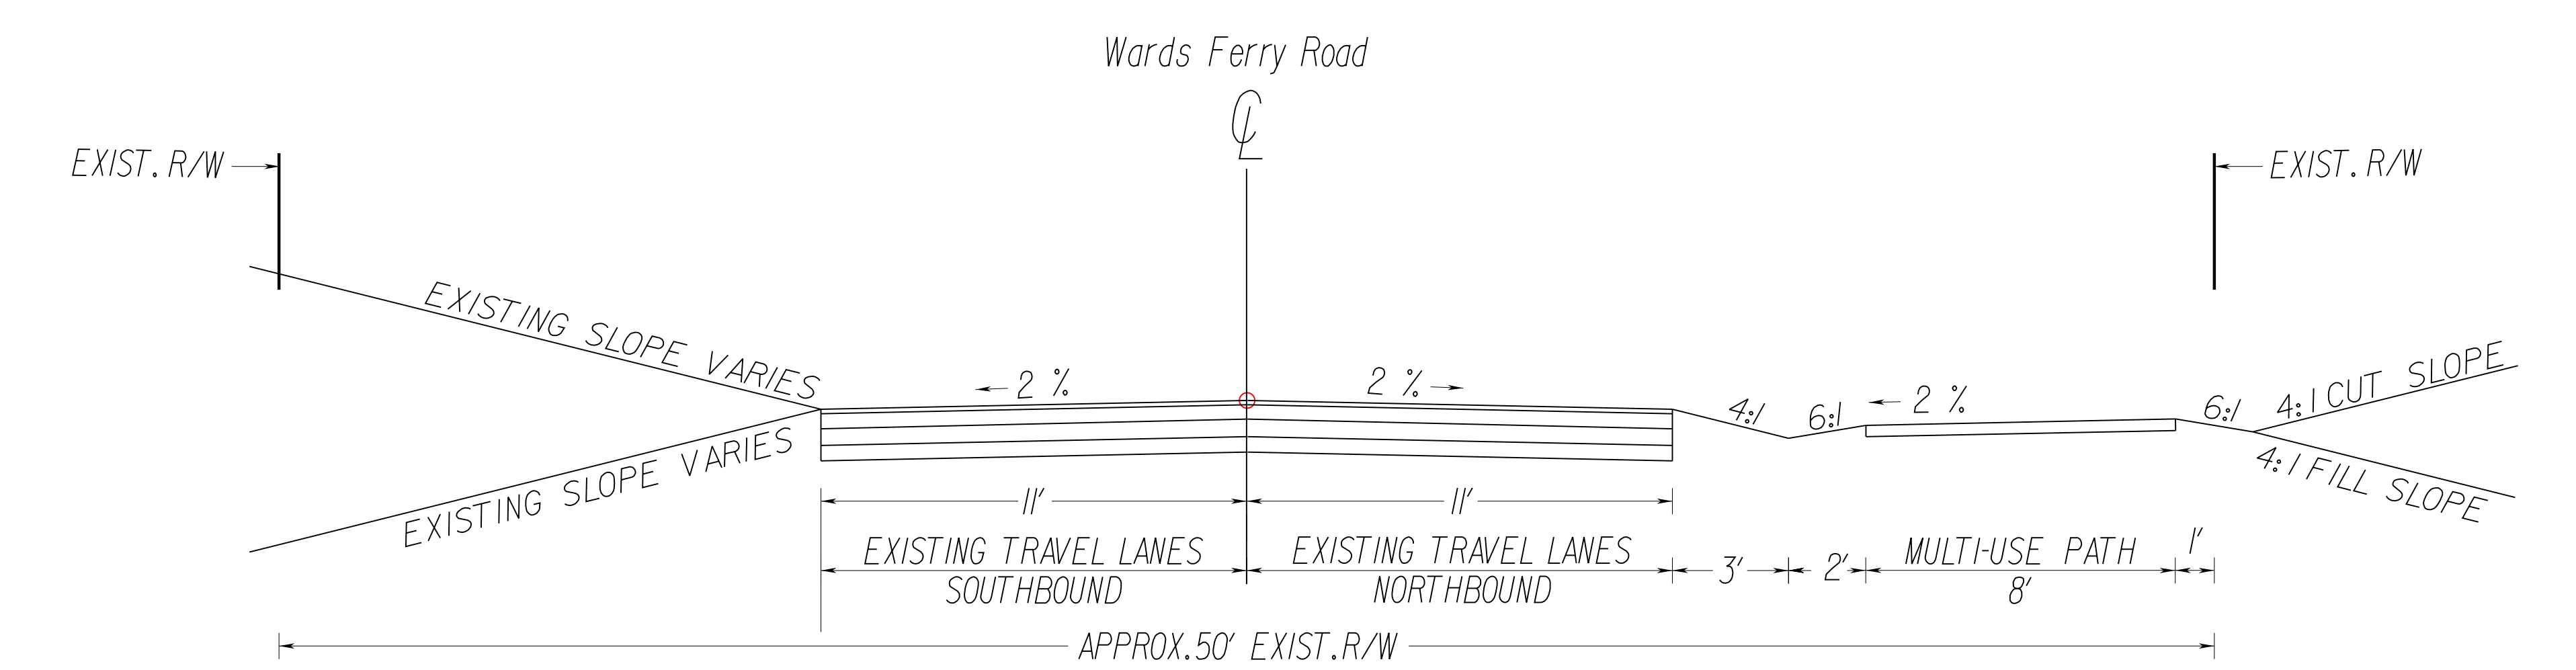 Wards Ferry Road
CL
EXIST. R/W
EXIST. R/W
EXISTING SLOPE VARIES
EXISTING SLOPE VARIES
2 %
2 %
4:1
6:1
2 %
6:1
4:1 CUT SLOPE
4:1 FILL SLOPE
11'
11'
EXISTING TRAVEL LANES
SOUTHBOUND
EXISTING TRAVEL LANES
NORTHBOUND
3'
2'
MULTI-USE PATH
8'
1'
APPROX. 50' EXIST. R/W